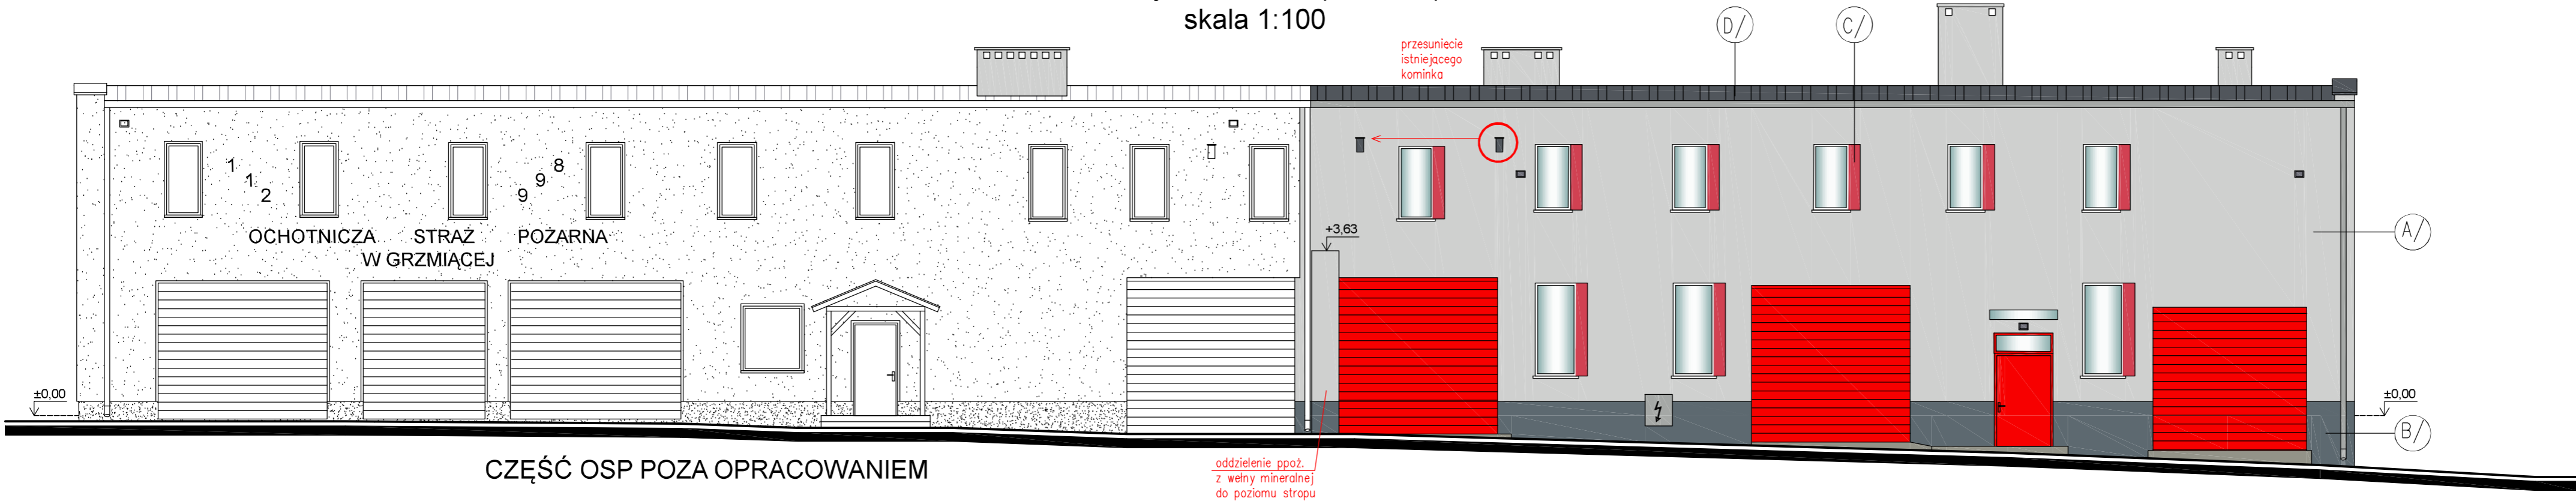 skala 1:100
przesunięcie
istniejącego
kominka
D/
C/
1
1
2
9
9
8
OCHOTNICZA STRAŻ POŻARNA
W GRZMIĄCEJ
+3,63
A/
±0,00
±0,00
B/
CZĘŚĆ OSP POZA OPRACOWANIEM
oddzielenie ppoż.
z wełny mineralnej
do poziomu stropu